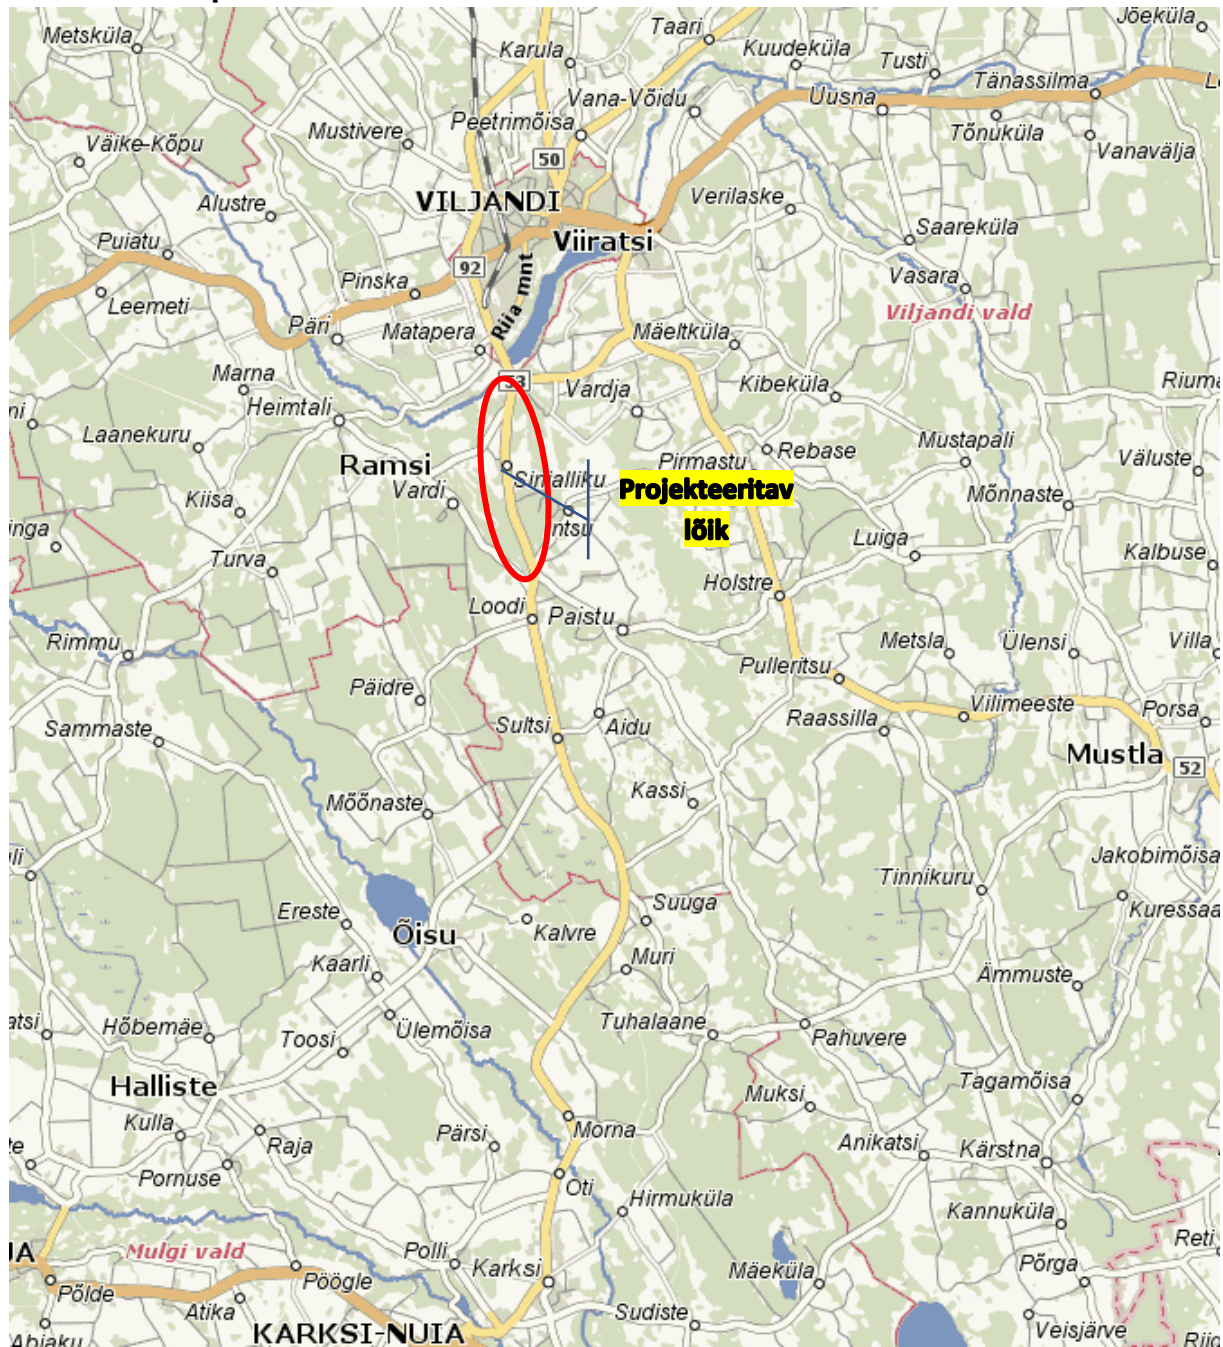 Metsküla
Karula
Taari
Kuudeküla
Tusti
Jõeküla
Tänassilma
Vana-Võidu
Uusna
Tõnuküla
Vanavälja
Peetrimõisa
Mustivere
Väike-Kõpu
50
Alustre
VILJANDI
Verilaske
Saareküla
Puiatu
Viiratsi
92
Vasara
Pinska
Leemeti
Riia mnt
Viljandi vald
Päri
Matapera
Mäeltküla
53
Marna
Vardja
Kibeküla
Heimtali
Laanekuru
Rebase
Mustapali
Ramsi
Pirmastu
Väluste
Sinialliku
Vardi
Projekteeritav
lõik
Kiisa
Mõnnaste
Turva
Luiga
Kalbuse
Holstre
Loodi
Paistu
Rimmu
Metsla
Ülensi
Villa
Pulleritsu
Päidre
Sultsi
Aidu
Raassilla
Vilimeeste
Porsa
Sammaste
Mustla
52
Kassi
Mõõnaste
Jakobimõisa
Tinnikuru
Suuga
Ereste
Õisu
Kalvre
Kaarli
Muri
Ämmuste
Hõbemäe
Ülemõisa
Tuhalaane
Pahuvere
Toosi
Halliste
Tagamõisa
Muksi
Kulla
Raja
Pärsi
Morna
Anikatsi
Kärstna
Pornuse
Oti
Hirmuküla
Kannuküla
Reti
Mulgi vald
Polli
Karksi
Mäeküla
Põrga
Põlde
Pöögle
Atika
Sudiste
Veisjärve
KARKSI-NUIA